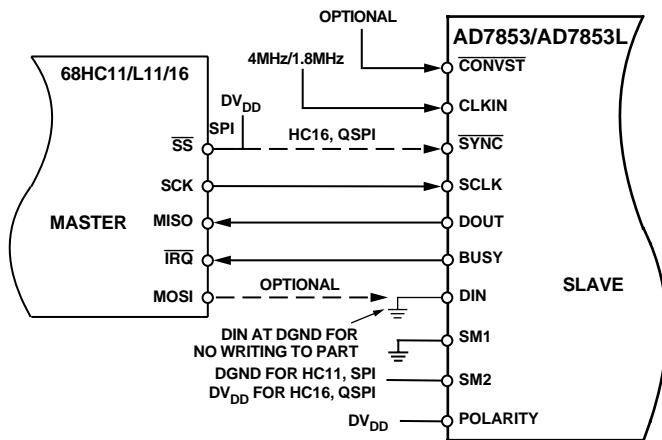 OPTIONAL
AD7853/AD7853L
4MHz/1.8MHz
CONVST
68HC11/L11/16
DVDD
CLKIN
SPI
HC16, QSPI
SS
SYNC
SCK
SCLK
MASTER
MISO
DOUT
IRQ
BUSY
OPTIONAL
MOSI
DIN
SLAVE
DIN AT DGND FOR
NO WRITING TO PART
SM1
DGND FOR HC11, SPI
DVDD FOR HC16, QSPI
SM2
DVDD
POLARITY